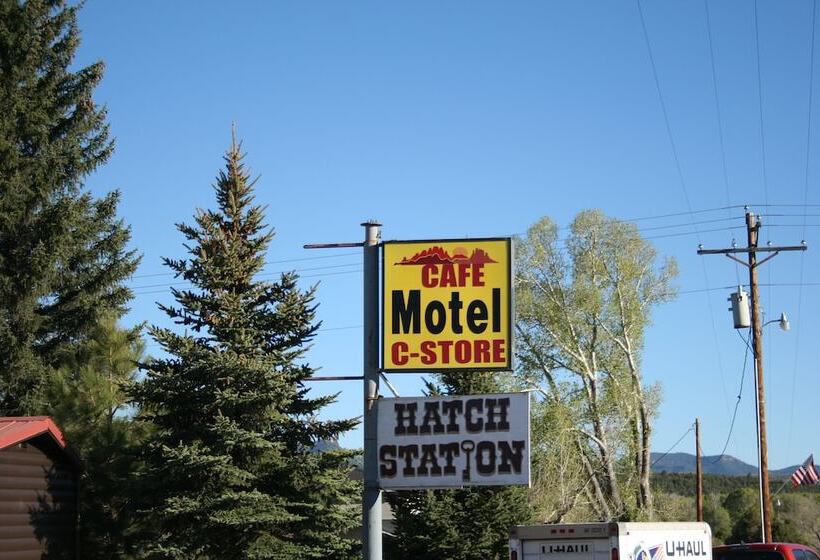 CAFE
Motel
C-STORE
HATCH
STATION
U-HAUL
U-HAUL